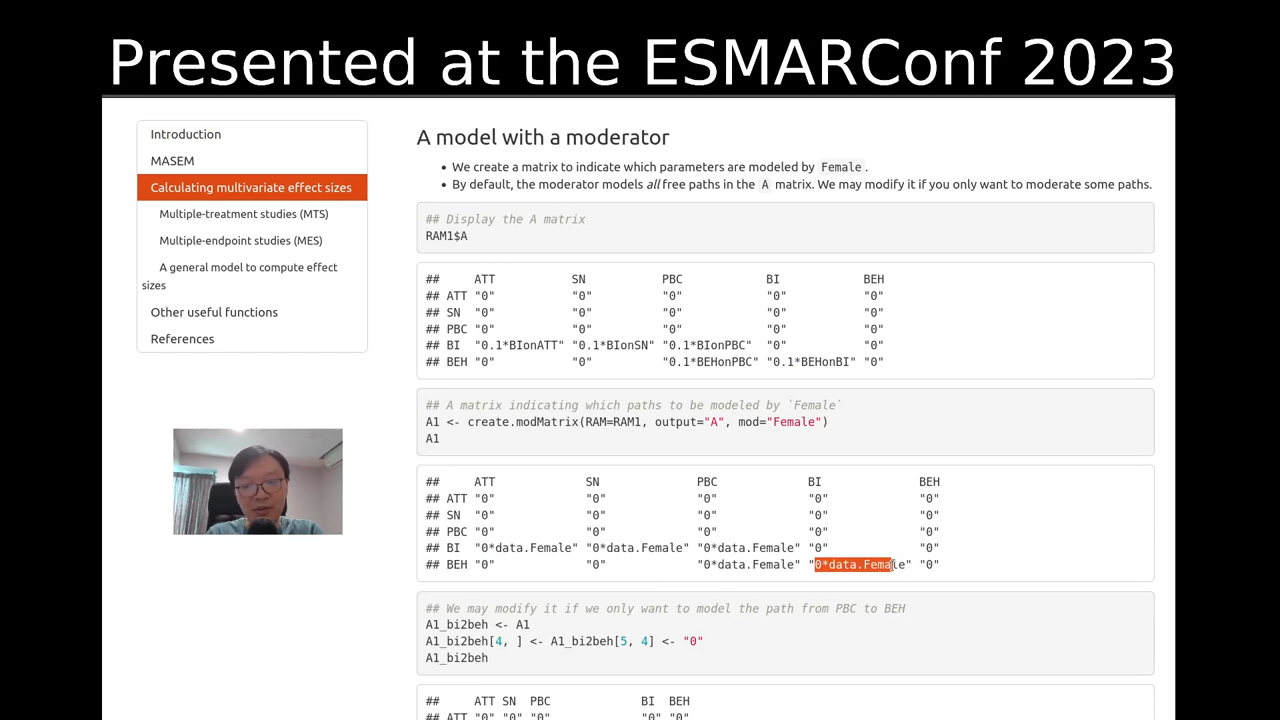 Presented at the ESMARConf 2023
Introduction
MASEM
Calculating multivariate effect sizes
Multiple-treatment studies (MTS)
Multiple-endpoint studies (MES)
A general model to compute effect
sizes
Other useful functions
References
A model with a moderator
• We create a matrix to indicate which parameters are modeled by Female .
• By default, the moderator models all free paths in the A matrix. We may modify it if you only want to moderate some paths.
## Display the A matrix
RAM1$A
## ATT SN PBC BI BEH
## ATT "0" "0" "0" "0" "0"
## SN "0" "0" "0" "0" "0"
## PBC "0" "0" "0" "0" "0"
## BI "0.1*BIonATT" "0.1*BIonSN" "0.1*BIonPBC" "0" "0"
## BEH "0" "0" "0.1*BEHonPBC" "0.1*BEHonBI" "0"
## A matrix indicating which paths to be modeled by `Female`
A1 <- create.modMatrix(RAM=RAM1, output="A", mod="Female")
A1
## ATT SN PBC BI BEH
## ATT "0" "0" "0" "0" "0"
## SN "0" "0" "0" "0" "0"
## PBC "0" "0" "0" "0" "0"
## BI "0*data.Female" "0*data.Female" "0*data.Female" "0" "0"
## BEH "0" "0" "0*data.Female" "0*data.Female" "0"
## We may modify it if we only want to model the path from PBC to BEH
A1_bi2beh <- A1
A1_bi2beh[4, ] <- A1_bi2beh[5, 4] <- "0"
A1_bi2beh
## ATT SN PBC BI BEH
## ATT "0" "0" "0" "0" "0"